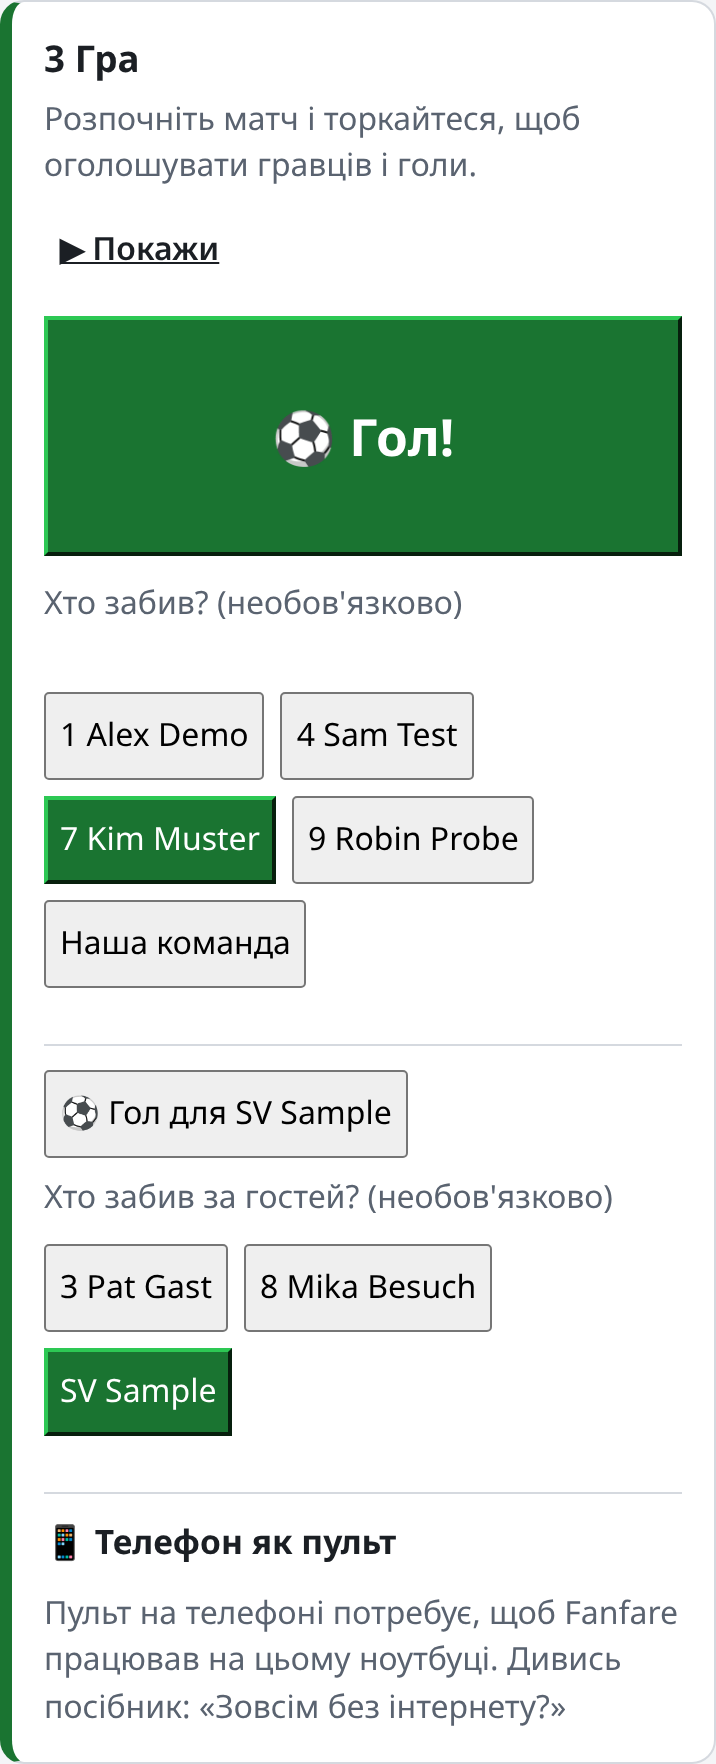 3 Гра
Розпочніть матч і торкайтеся, щоб
оголошувати гравців і голи.
▶ Покажи
⚽ Гол!
Хто забив? (необов'язково)
1 Alex Demo
4 Sam Test
7 Kim Muster
9 Robin Probe
Наша команда
⚽ Гол для SV Sample
Хто забив за гостей? (необов'язково)
3 Pat Gast
8 Mika Besuch
SV Sample
📱 Телефон як пульт
Пульт на телефоні потребує, щоб Fanfare
працював на цьому ноутбуці. Дивись
посібник: «Зовсім без інтернету?»